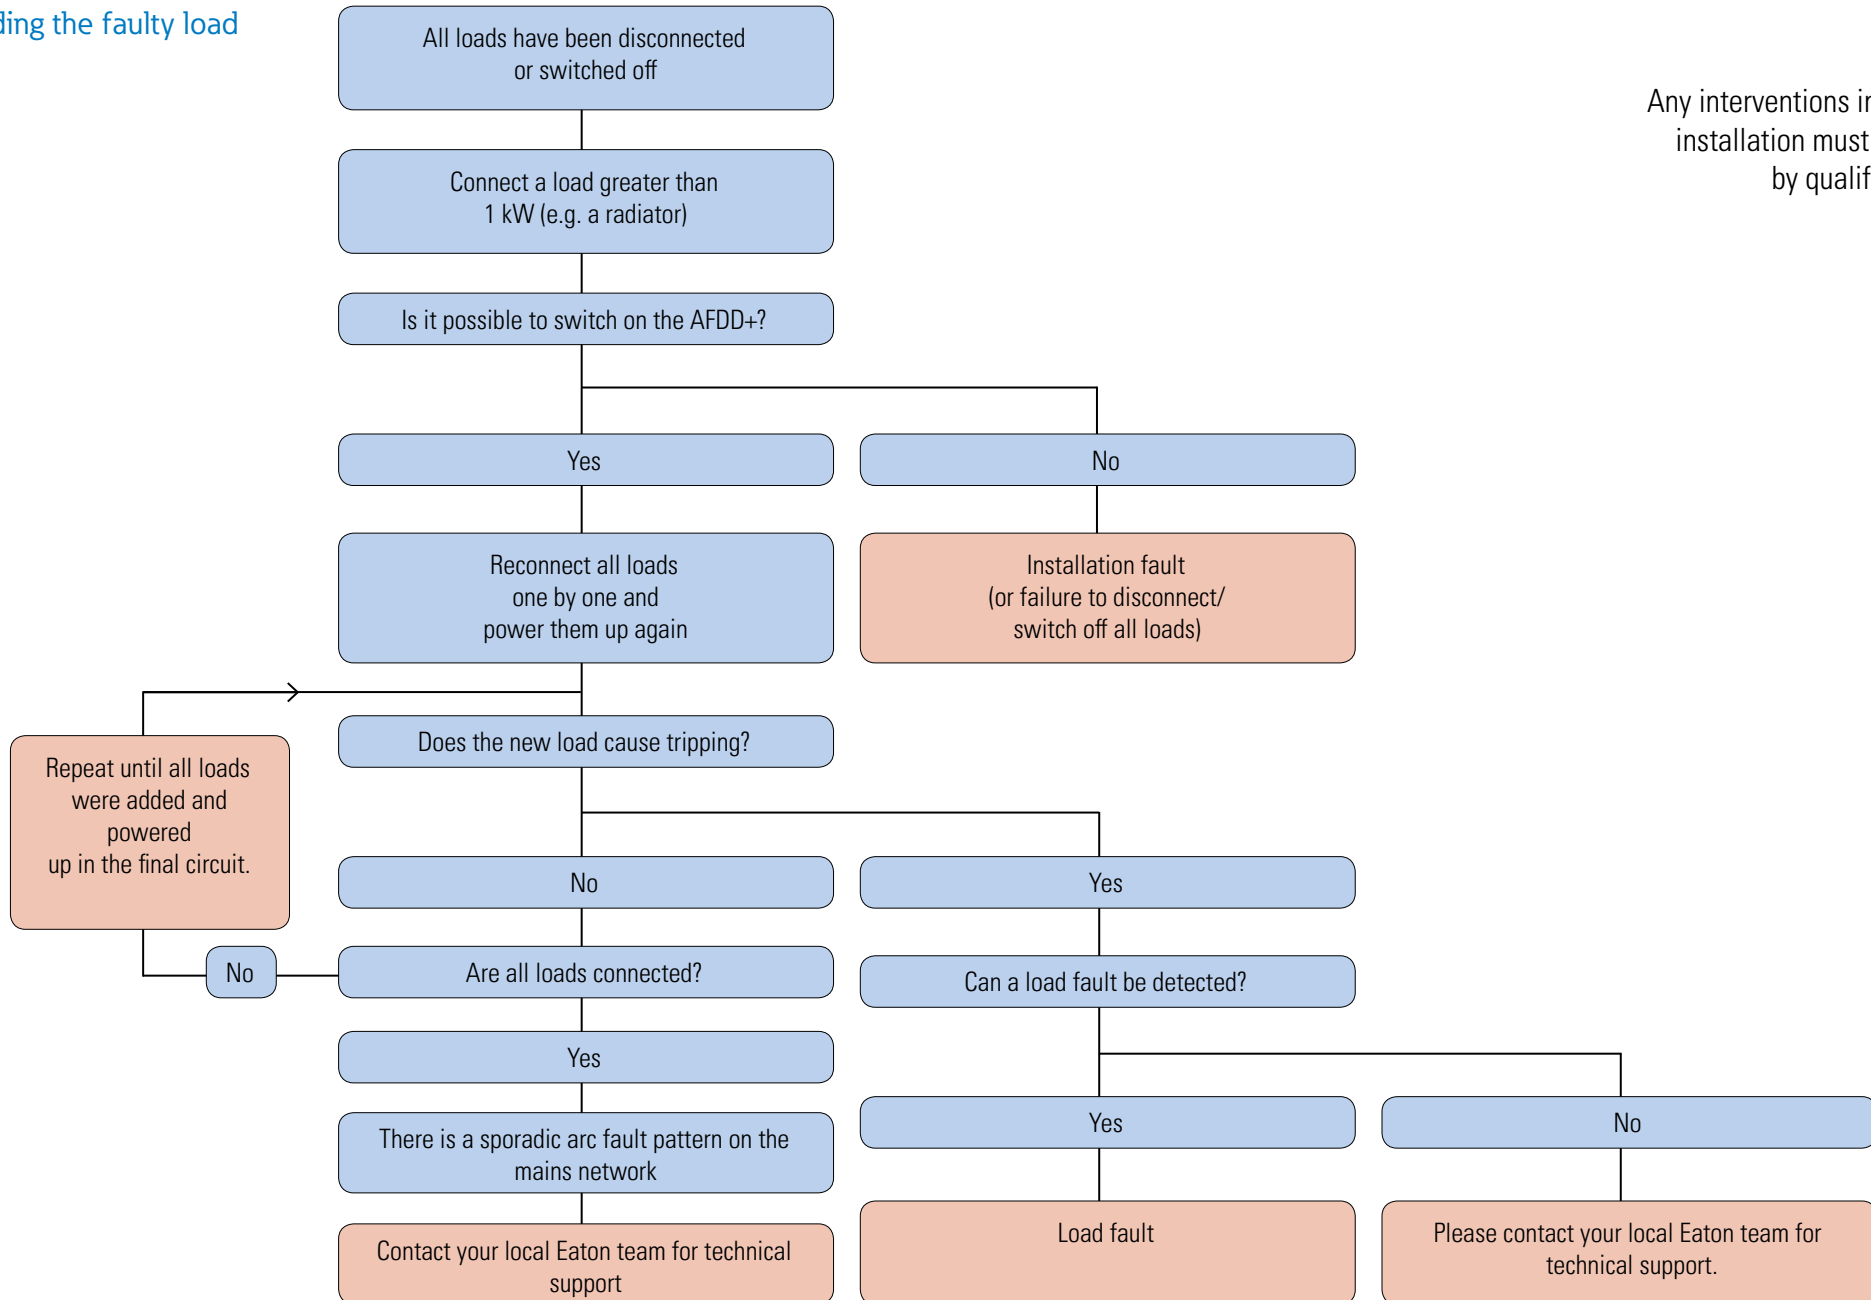 ding the faulty load
All loads have been disconnected
or switched off
Any interventions in
installation must
by qualif
Connect a load greater than
1 kW (e.g. a radiator)
Is it possible to switch on the AFDD+?
Yes
No
Reconnect all loads
one by one and
power them up again
Installation fault
(or failure to disconnect/
switch off all loads)
Does the new load cause tripping?
Repeat until all loads
were added and
powered
up in the final circuit.
No
Yes
No
Are all loads connected?
Can a load fault be detected?
Yes
Yes
No
There is a sporadic arc fault pattern on the
mains network
Contact your local Eaton team for technical
support
Load fault
Please contact your local Eaton team for
technical support.